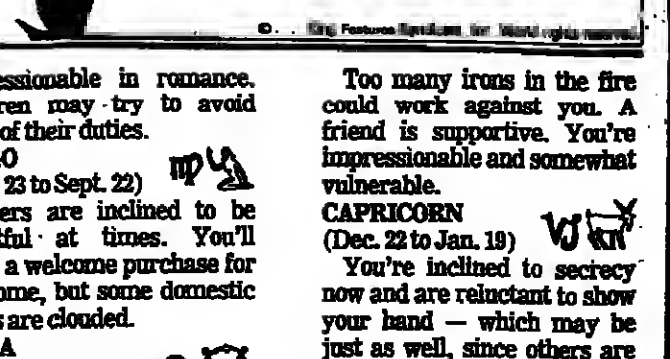 ©. . King Features Syndicate, Inc. World rights reserved.
essionable in romance.
ren may try to avoid
of their duties.
O
23 to Sept. 22)
ers are inclined to be
tful at times. You'll
a welcome purchase for
ome, but some domestic
s are clouded.
A
Too many irons in the fire
could work against you. A
friend is supportive. You're
impressionable and somewhat
vulnerable.
CAPRICORN
(Dec. 22 to Jan. 19)
You're inclined to secrecy
now and are reluctant to show
your hand — which may be
just as well, since others are